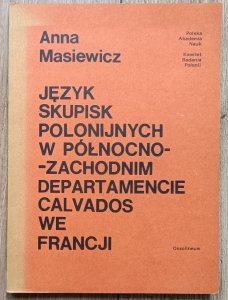 Anna
Masiewicz
Polska
Akademia
Nauk
Komitet
Badania
Polonii
JĘZYK
SKUPISK
POLONIJNYCH
W PÓŁNOCNO-
-ZACHODNIM
DEPARTAMENCIE
CALVADOS
WE
FRANCJI
Ossolineum